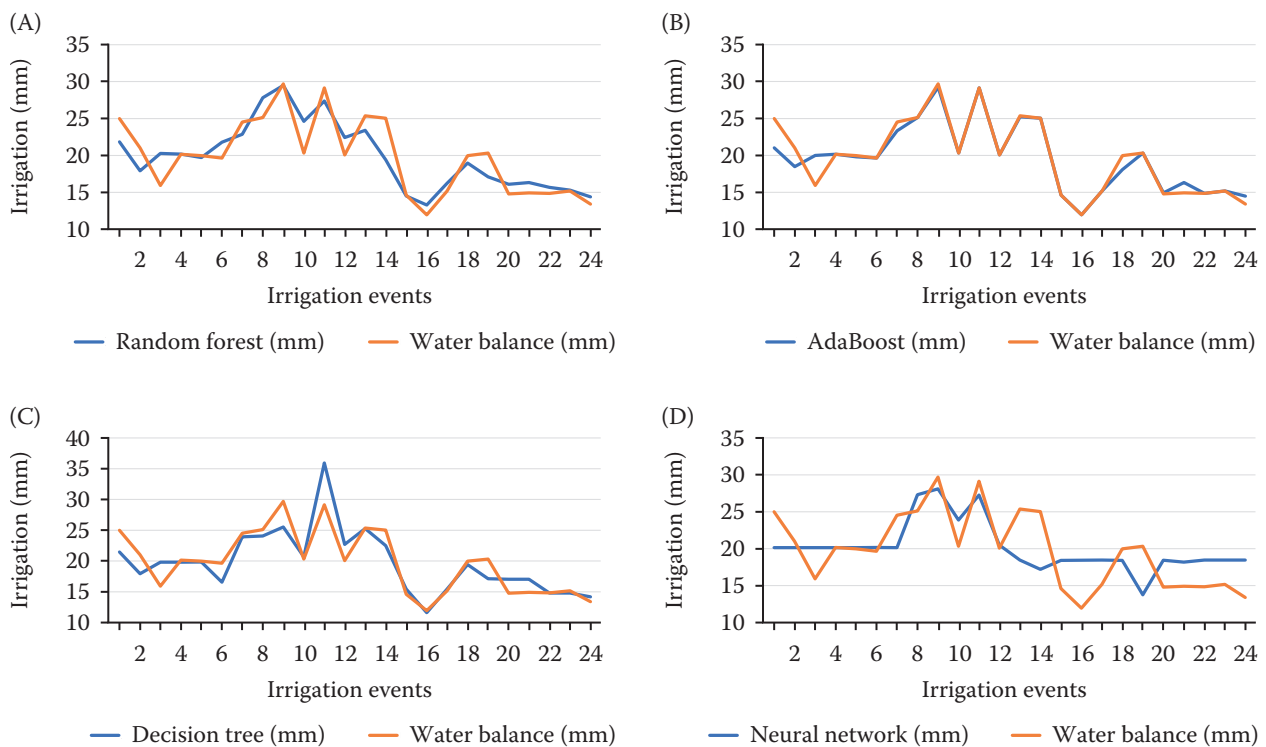 (A)
35
30
25
20
15
10
Irrigation (mm)
2 4 6 8 10 12 14 16 18 20 22 24
Irrigation events
Random forest (mm) Water balance (mm)
(B)
35
30
25
20
15
10
Irrigation (mm)
2 4 6 8 10 12 14 16 18 20 22 24
Irrigation events
AdaBoost (mm) Water balance (mm)
(C)
40
35
30
25
20
15
10
Irrigation (mm)
2 4 6 8 10 12 14 16 18 20 22 24
Irrigation events
Decision tree (mm) Water balance (mm)
(D)
35
30
25
20
15
10
Irrigation (mm)
2 4 6 8 10 12 14 16 18 20 22 24
Irrigation events
Neural network (mm) Water balance (mm)